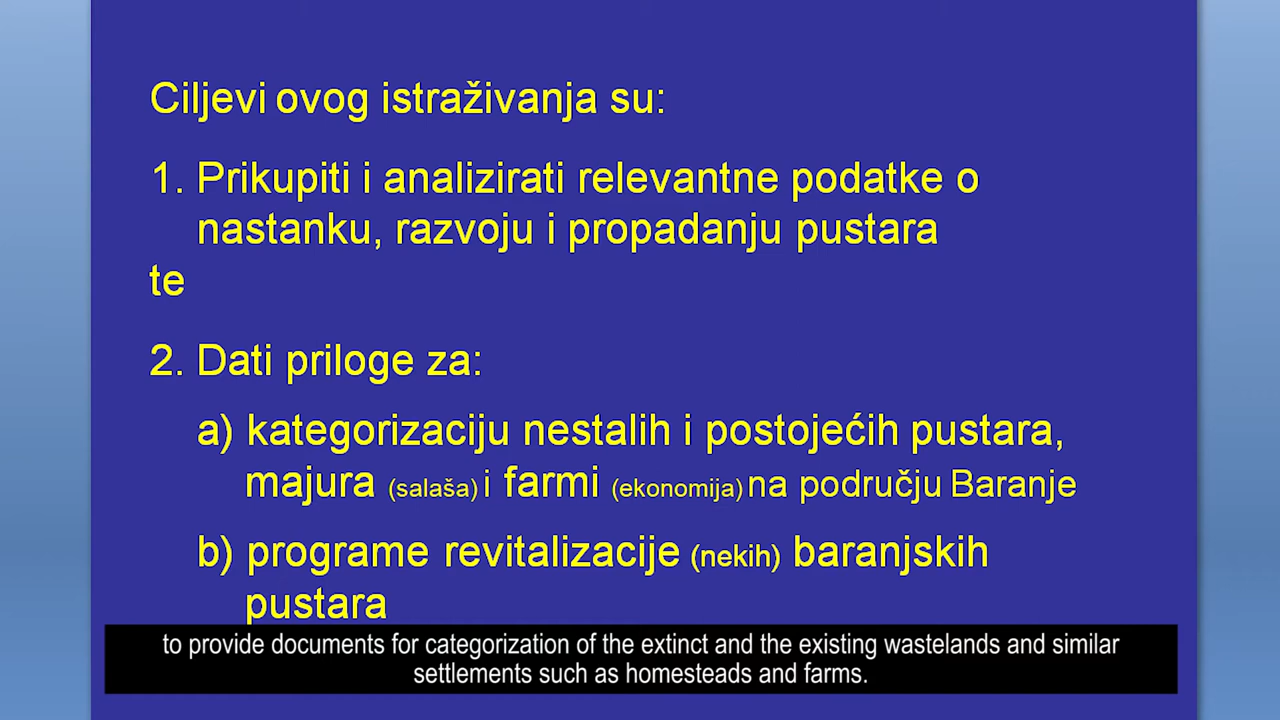 Ciljevi ovog istraživanja su:
1. Prikupiti i analizirati relevantne podatke o
nastanku, razvoju i propadanju pustara
te
2. Dati priloge za:
a) kategorizaciju nestalih i postojećih pustara,
majura (salaša) i farmi (ekonomija) na području Baranje
b) programe revitalizacije (nekih) baranjskih
pustara
to provide documents for categorization of the extinct and the existing wastelands and similar
settlements such as homesteads and farms.